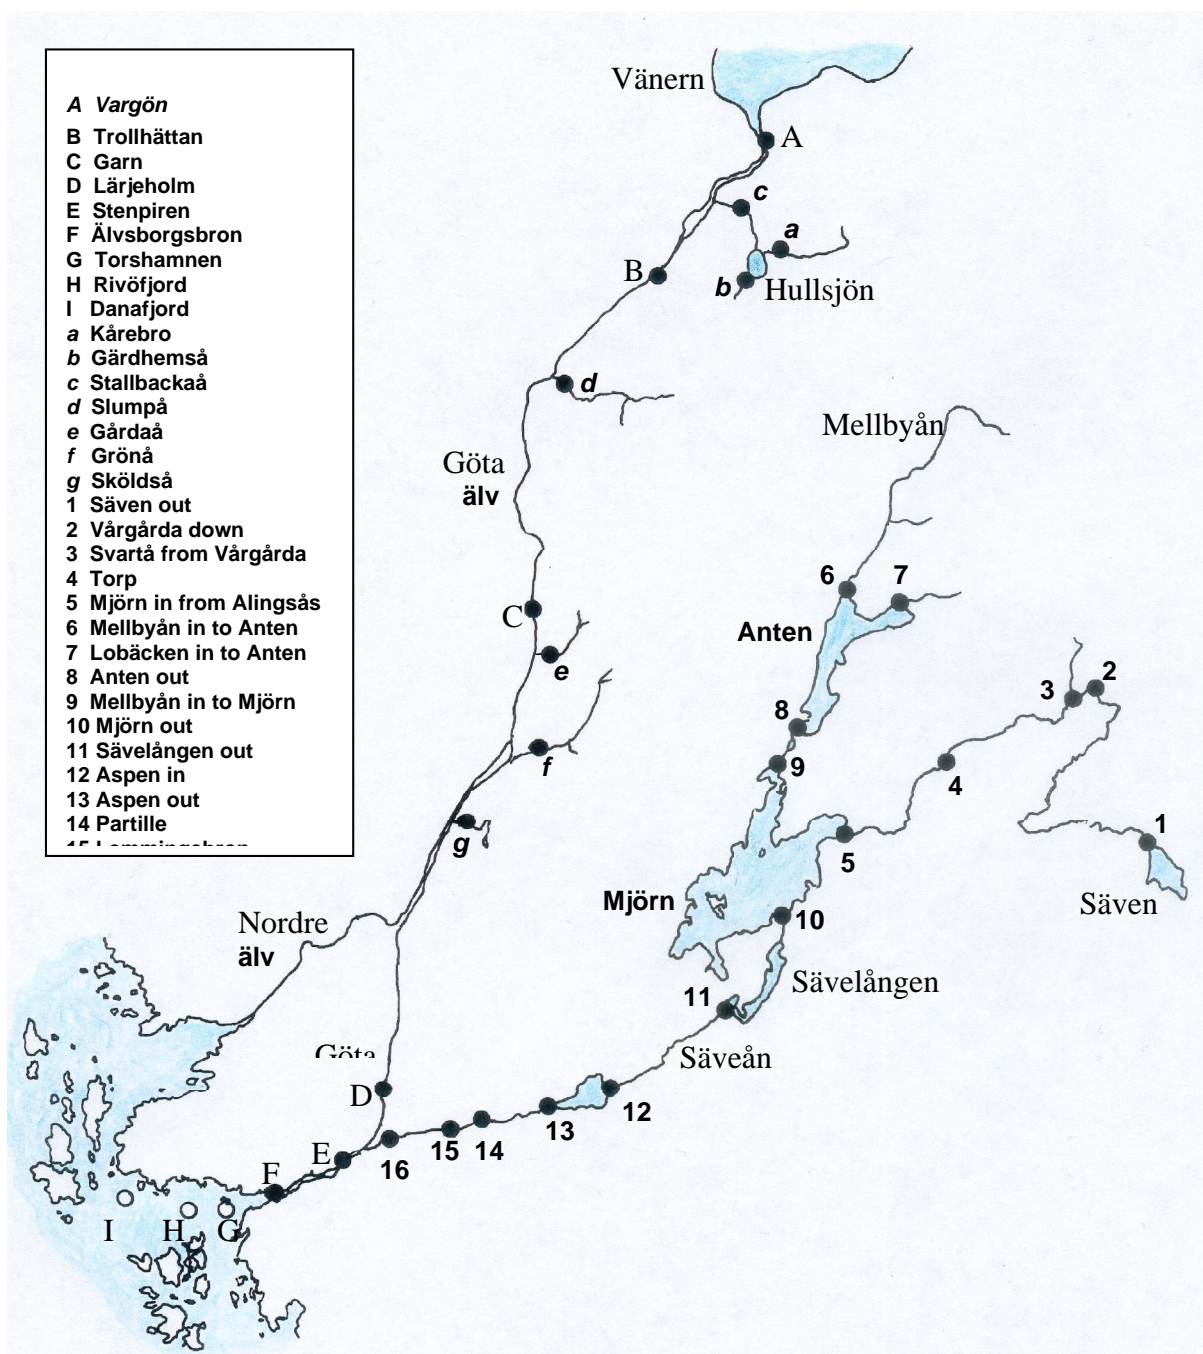 A Vargön
B Trollhättan
C Garn
D Lärjeholm
E Stenpiren
F Älvsborgsbron
G Torshamnen
H Rivöfjord
I Danafjord
a Kårebro
b Gärdhemså
c Stallbackaå
d Slumpå
e Gårdaå
f Grönå
g Sköldså
1 Säven out
2 Vårgårda down
3 Svartå from Vårgårda
4 Torp
5 Mjörn in from Alingsås
6 Mellbyån in to Anten
7 Lobäcken in to Anten
8 Anten out
9 Mellbyån in to Mjörn
10 Mjörn out
11 Sävelången out
12 Aspen in
13 Aspen out
14 Partille
Vänern
A
c
a
B
b
Hullsjön
d
Mellbyån
Göta
älv
6
7
C
Anten
e
3
2
8
f
9
4
g
1
5
Mjörn
Säven
10
Nordre
älv
Sävelången
11
Göta
Säveån
D
12
13
14
15
16
E
F
I
H
G